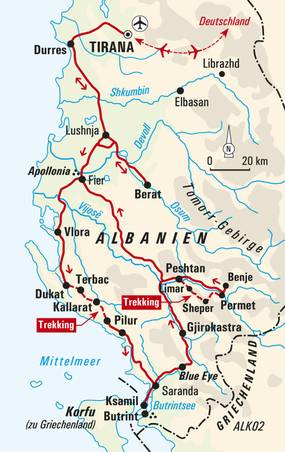 Deutschland
TIRANA
Durres
Librazhd
Shkumbin
Elbasan
Lushnja
Devoll
N
0 20 km
Apollonia
Fier
Berat
Osum
Tomorr-Gebirge
Vijosë
Vlora
ALBANIEN
Peshtan
Benje
Terbac
Limar
Dukat
Trekking
Sheper
Permet
Kallarat
Trekking
Pilur
Gjirokastra
Mittelmeer
Blue Eye
GRIECHENLAND
Saranda
Korfu
(zu Griechenland)
Ksamil
Butrint
Butrintsee
ALK02